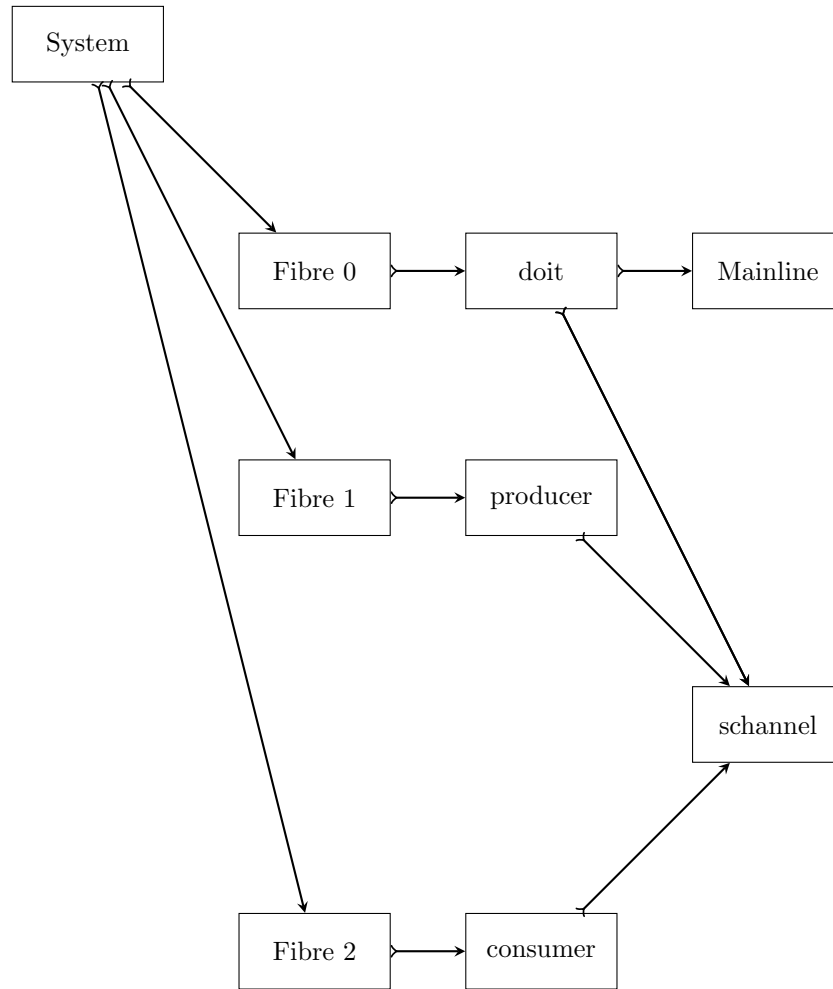 System
Fibre 0
doit
Mainline
Fibre 1
producer
schannel
Fibre 2
consumer